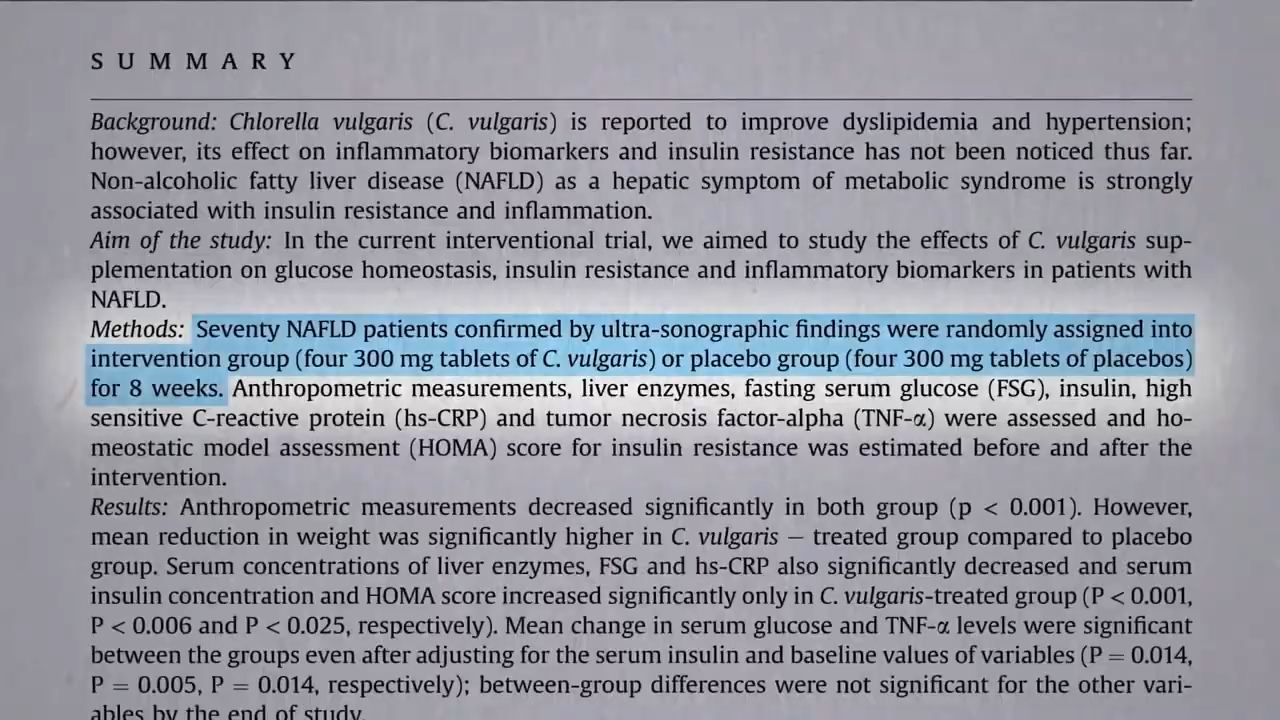 SUMMARY
Background: Chlorella vulgaris (C. vulgaris) is reported to improve dyslipidemia and hypertension;
however, its effect on inflammatory biomarkers and insulin resistance has not been noticed thus far.
Non-alcoholic fatty liver disease (NAFLD) as a hepatic symptom of metabolic syndrome is strongly
associated with insulin resistance and inflammation.
Aim of the study: In the current interventional trial, we aimed to study the effects of C. vulgaris sup-
plementation on glucose homeostasis, insulin resistance and inflammatory biomarkers in patients with
NAFLD.
Methods: Seventy NAFLD patients confirmed by ultra-sonographic findings were randomly assigned into
intervention group (four 300 mg tablets of C. vulgaris) or placebo group (four 300 mg tablets of placebos)
for 8 weeks. Anthropometric measurements, liver enzymes, fasting serum glucose (FSG), insulin, high
sensitive C-reactive protein (hs-CRP) and tumor necrosis factor-alpha (TNF-α) were assessed and ho-
meostatic model assessment (HOMA) score for insulin resistance was estimated before and after the
intervention.
Results: Anthropometric measurements decreased significantly in both group (p < 0.001). However,
mean reduction in weight was significantly higher in C. vulgaris – treated group compared to placebo
group. Serum concentrations of liver enzymes, FSG and hs-CRP also significantly decreased and serum
insulin concentration and HOMA score increased significantly only in C. vulgaris-treated group (P < 0.001,
P < 0.006 and P < 0.025, respectively). Mean change in serum glucose and TNF-α levels were significant
between the groups even after adjusting for the serum insulin and baseline values of variables (P = 0.014,
P = 0.005, P = 0.014, respectively); between-group differences were not significant for the other vari-
ables by the end of study.